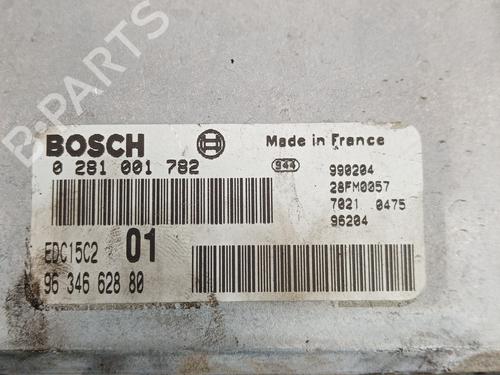 BOSCH
0 281 001 782
Made in France
944
990204
28FM0057
7021 0475
96204
EDC15C2 01
96 346 628 80
B-PARTS